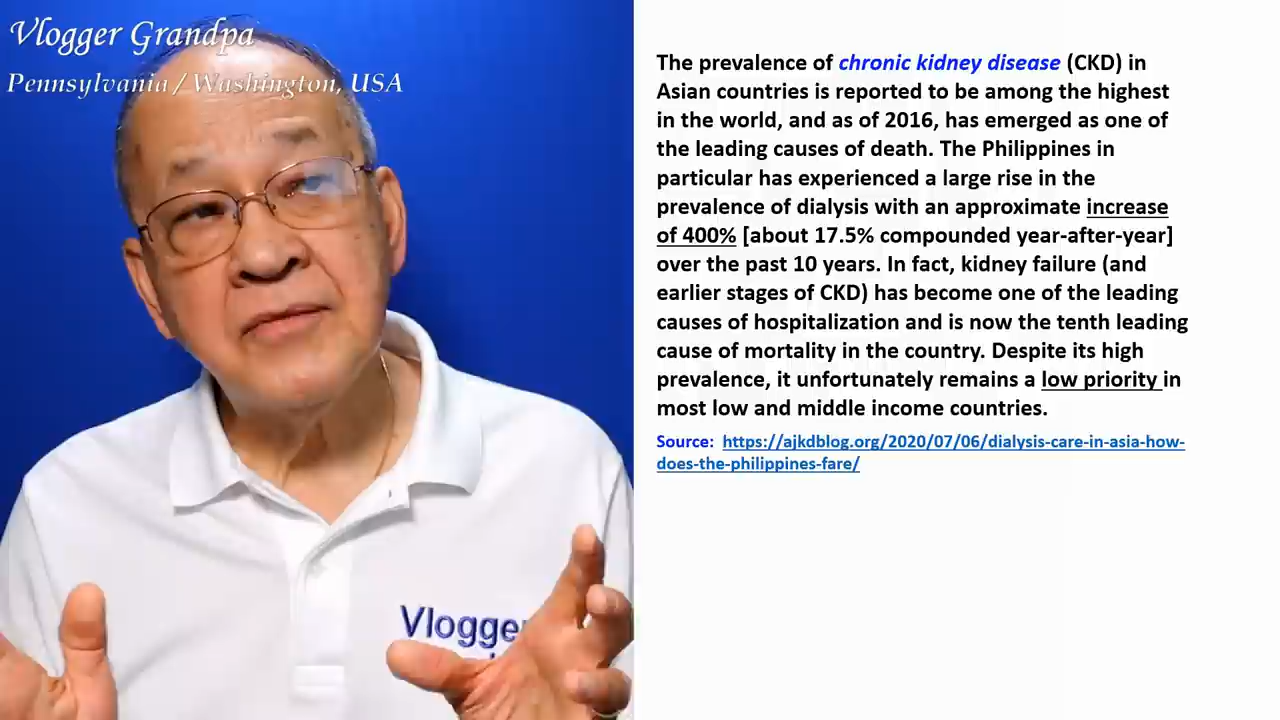 Vlogger Grandpa
Pennsylvania / Washington, USA
The prevalence of chronic kidney disease (CKD) in
Asian countries is reported to be among the highest
in the world, and as of 2016, has emerged as one of
the leading causes of death. The Philippines in
particular has experienced a large rise in the
prevalence of dialysis with an approximate increase
of 400% [about 17.5% compounded year-after-year]
over the past 10 years. In fact, kidney failure (and
earlier stages of CKD) has become one of the leading
causes of hospitalization and is now the tenth leading
cause of mortality in the country. Despite its high
prevalence, it unfortunately remains a low priority in
most low and middle income countries.
Source: https://ajkdblog.org/2020/07/06/dialysis-care-in-asia-how-
does-the-philippines-fare/
Vlogge